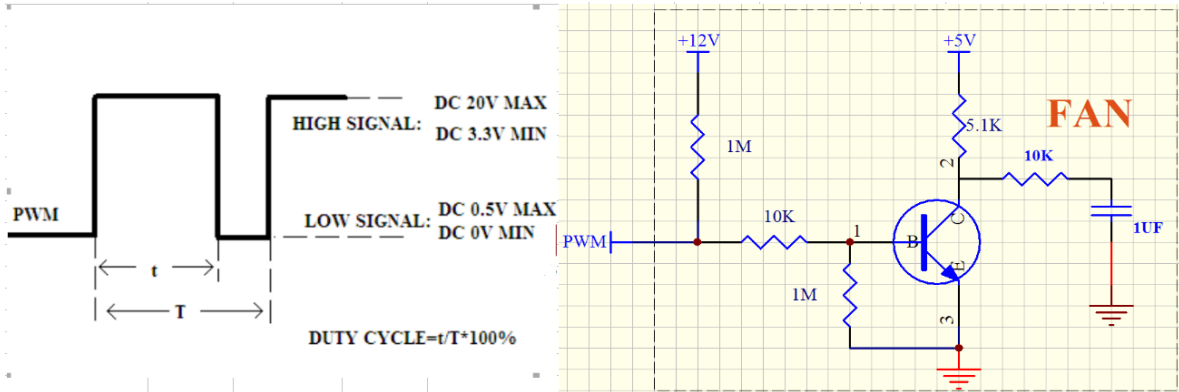 DC 20V MAX
HIGH SIGNAL:
DC 3.3V MIN
PWM
LOW SIGNAL:
DC 0.5V MAX
DC 0V MIN
t
T
DUTY CYCLE=t/T*100%
+12V
+5V
FAN
1M
5.1K
2
10K
C
1UF
PWM
10K
1
B
E
1M
3